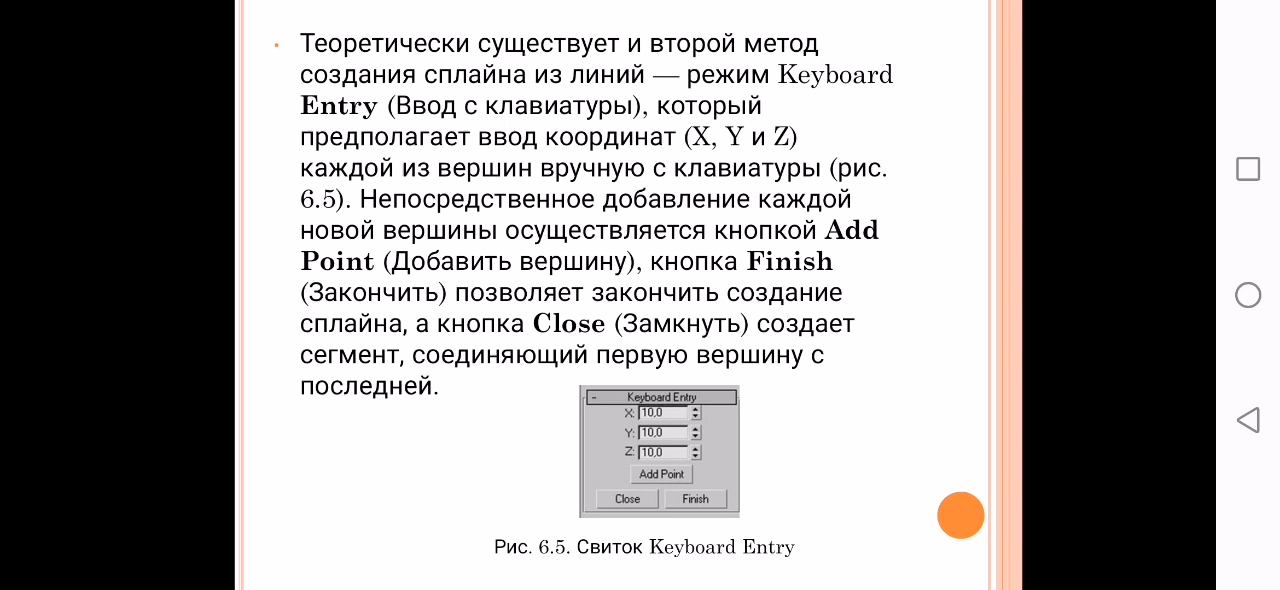 Теоретически существует и второй метод
создания сплайна из линий — режим Keyboard
Entry (Ввод с клавиатуры), который
предполагает ввод координат (X, Y и Z)
каждой из вершин вручную с клавиатуры (рис.
6.5). Непосредственное добавление каждой
новой вершины осуществляется кнопкой Add
Point (Добавить вершину), кнопка Finish
(Закончить) позволяет закончить создание
сплайна, а кнопка Close (Замкнуть) создает
сегмент, соединяющий первую вершину с
последней.
- Keyboard Entry
X: 10,0
Y: 10,0
Z: 10,0
Add Point
Close Finish
Рис. 6.5. Свиток Keyboard Entry